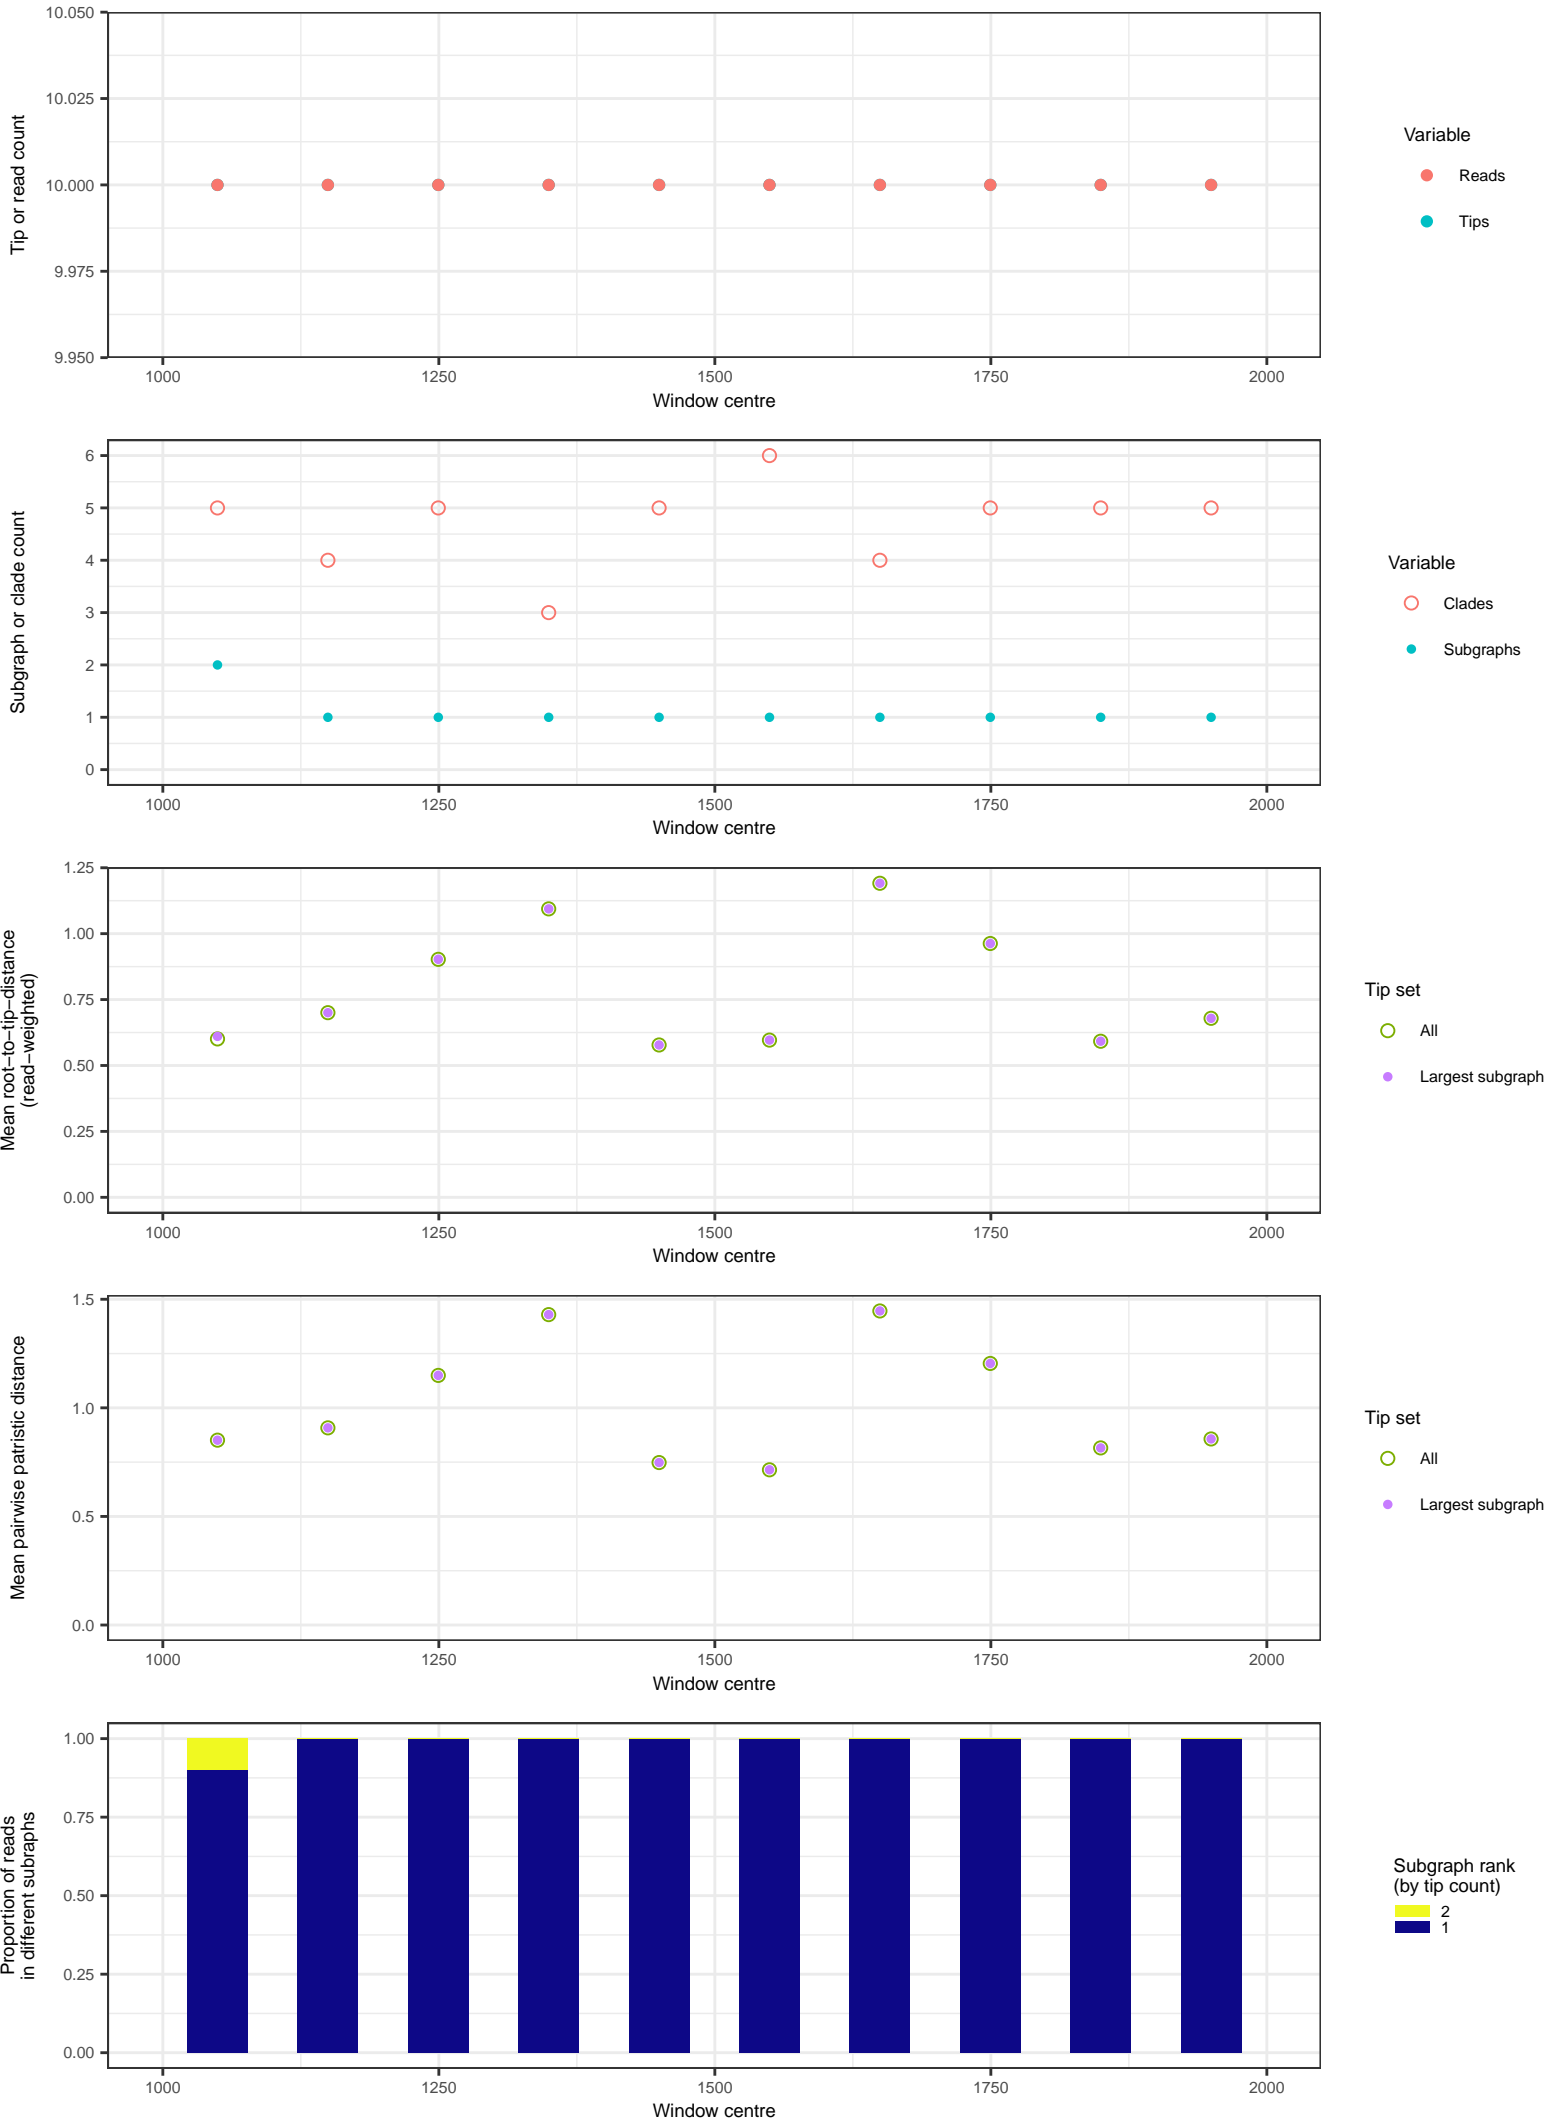 10.050
10.025
10.000
9.975
9.950
Tip or read count
1000 1250 1500 1750 2000
Window centre
Variable
Reads
Tips
6
5
4
3
2
1
0
Subgraph or clade count
1000 1250 1500 1750 2000
Window centre
Variable
Clades
Subgraphs
1.25
1.00
0.75
0.50
0.25
0.00
Mean root−to−tip−distance
(read−weighted)
1000 1250 1500 1750 2000
Window centre
Tip set
All
Largest subgraph
1.5
1.0
0.5
0.0
Mean pairwise patristic distance
1000 1250 1500 1750 2000
Window centre
Tip set
All
Largest subgraph
1.00
0.75
0.50
0.25
0.00
Proportion of reads
in different subraphs
1000 1250 1500 1750 2000
Window centre
Subgraph rank
(by tip count)
2
1